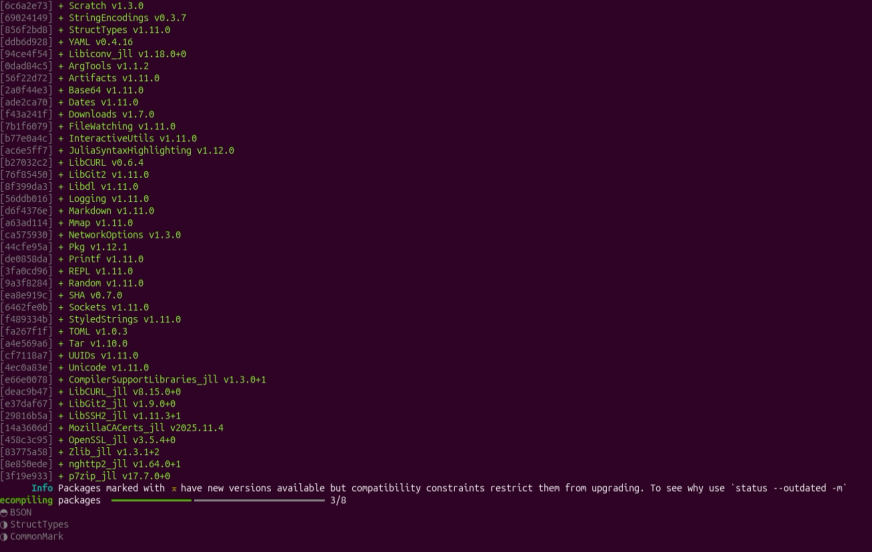 [6c6a2e73] + Scratch v1.3.0
[69024149] + StringEncodings v0.3.7
[856f2bd8] + StructTypes v1.11.0
[ddb6d928] + YAML v0.4.16
[94ce4f54] + Libiconv_jll v1.18.0+0
[0dad84c5] + ArgTools v1.1.2
[56f22d72] + Artifacts v1.11.0
[2a0f44e3] + Base64 v1.11.0
[ade2ca70] + Dates v1.11.0
[f43a241f] + Downloads v1.7.0
[7b1f6079] + FileWatching v1.11.0
[b77e0a4c] + InteractiveUtils v1.11.0
[ac6e5ff7] + JuliaSyntaxHighlighting v1.12.0
[b27032c2] + LibCURL v0.6.4
[76f85450] + LibGit2 v1.11.0
[8f399da3] + Libdl v1.11.0
[56ddb016] + Logging v1.11.0
[d6f4376e] + Markdown v1.11.0
[a63ad114] + Mmap v1.11.0
[ca575930] + NetworkOptions v1.3.0
[44cfe95a] + Pkg v1.12.1
[de0858da] + Printf v1.11.0
[3fa0cd96] + REPL v1.11.0
[9a3f8284] + Random v1.11.0
[ea8e919c] + SHA v0.7.0
[6462fe0b] + Sockets v1.11.0
[f489334b] + StyledStrings v1.11.0
[fa267f1f] + TOML v1.0.3
[a4e569a6] + Tar v1.10.0
[cf7118a7] + UUIDs v1.11.0
[4ec0a83e] + Unicode v1.11.0
[e66e0078] + CompilerSupportLibraries_jll v1.3.0+1
[deac9b47] + LibCURL_jll v8.15.0+0
[e37daf67] + LibGit2_jll v1.9.0+0
[29816b5a] + LibSSH2_jll v1.11.3+1
[14a3606d] + MozillaCACerts_jll v2025.11.4
[458c3c95] + OpenSSL_jll v3.5.4+0
[83775a58] + Zlib_jll v1.3.1+2
[8e850ede] + nghttp2_jll v1.64.0+1
[3f19e933] + p7zip_jll v17.7.0+0
Info Packages marked with ⌅ have new versions available but compatibility constraints restrict them from upgrading. To see why use `status --outdated -m`
ecompiling packages 3/8
BSON
StructTypes
CommonMark